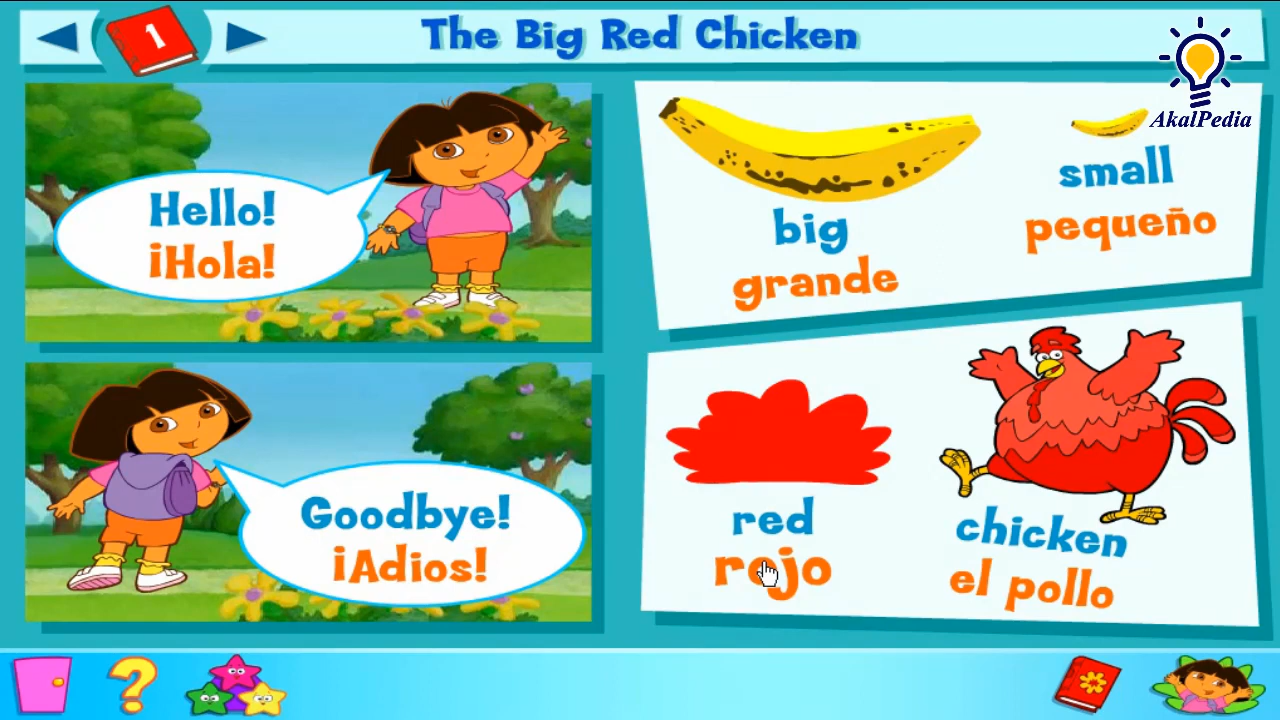 1
The Big Red Chicken
AkalPedia
Hello!
¡Hola!
big
grande
small
pequeño
Goodbye!
¡Adios!
red
rojo
chicken
el pollo
?